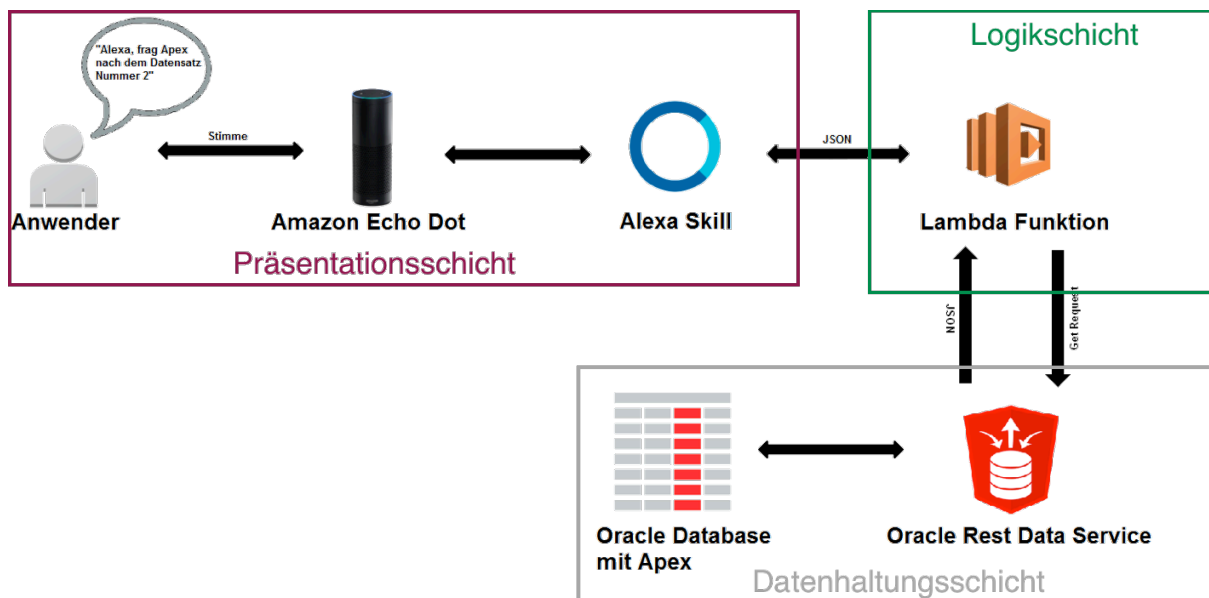 "Alexa, frag Apex
nach dem Datensatz
Nummer 2"
Stimme
Anwender
Amazon Echo Dot
Alexa Skill
Präsentationsschicht
JSON
Logikschicht
Lambda Funktion
JSON
Get Request
Oracle Database
mit Apex
Oracle Rest Data Service
Datenhaltungsschicht